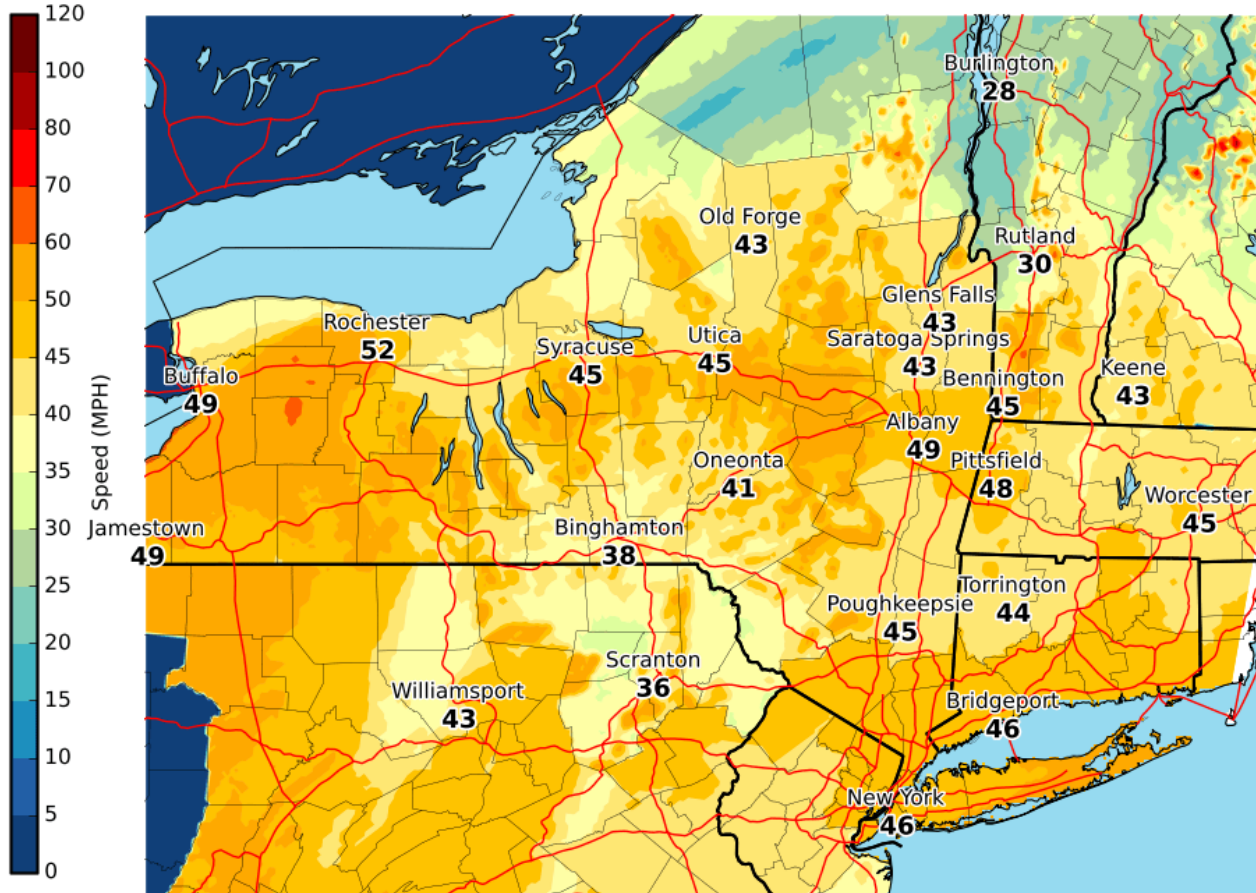 120
100
80
70
60
50
45
40
35
30
25
20
15
10
5
0
Speed (MPH)
Burlington
28
Old Forge
43
Rutland
30
Glens Falls
43
Rochester
52
Syracuse
45
Utica
45
Saratoga Springs
43
Buffalo
49
Bennington
45
Keene
43
Albany
49
Oneonta
41
Pittsfield
48
Worcester
45
Jamestown
49
Binghamton
38
Torrington
44
Poughkeepsie
45
Scranton
36
Williamsport
43
Bridgeport
46
New York
46